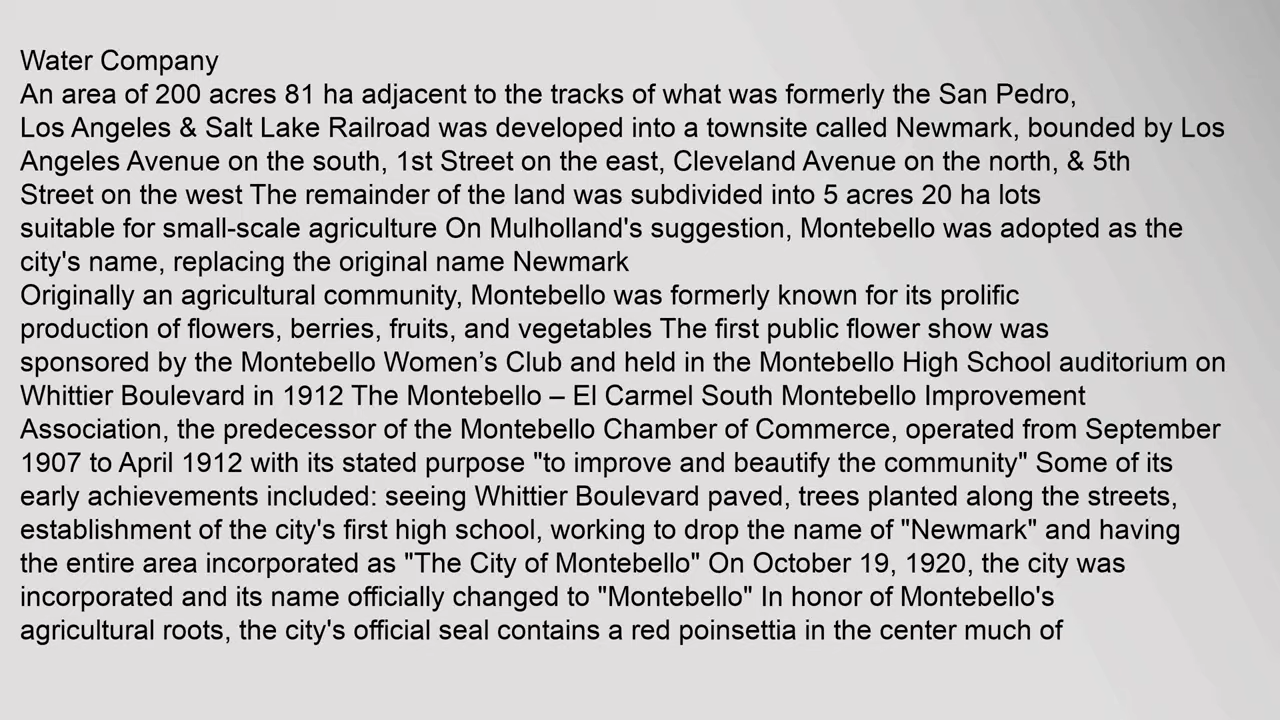 Water Company
An area of 200 acres 81 ha adjacent to the tracks of what was formerly the San Pedro,
Los Angeles & Salt Lake Railroad was developed into a townsite called Newmark, bounded by Los
Angeles Avenue on the south, 1st Street on the east, Cleveland Avenue on the north, & 5th
Street on the west The remainder of the land was subdivided into 5 acres 20 ha lots
suitable for small-scale agriculture On Mulholland's suggestion, Montebello was adopted as the
city's name, replacing the original name Newmark
Originally an agricultural community, Montebello was formerly known for its prolific
production of flowers, berries, fruits, and vegetables The first public flower show was
sponsored by the Montebello Women’s Club and held in the Montebello High School auditorium on
Whittier Boulevard in 1912 The Montebello – El Carmel South Montebello Improvement
Association, the predecessor of the Montebello Chamber of Commerce, operated from September
1907 to April 1912 with its stated purpose "to improve and beautify the community" Some of its
early achievements included: seeing Whittier Boulevard paved, trees planted along the streets,
establishment of the city's first high school, working to drop the name of "Newmark" and having
the entire area incorporated as "The City of Montebello" On October 19, 1920, the city was
incorporated and its name officially changed to "Montebello" In honor of Montebello's
agricultural roots, the city's official seal contains a red poinsettia in the center much of